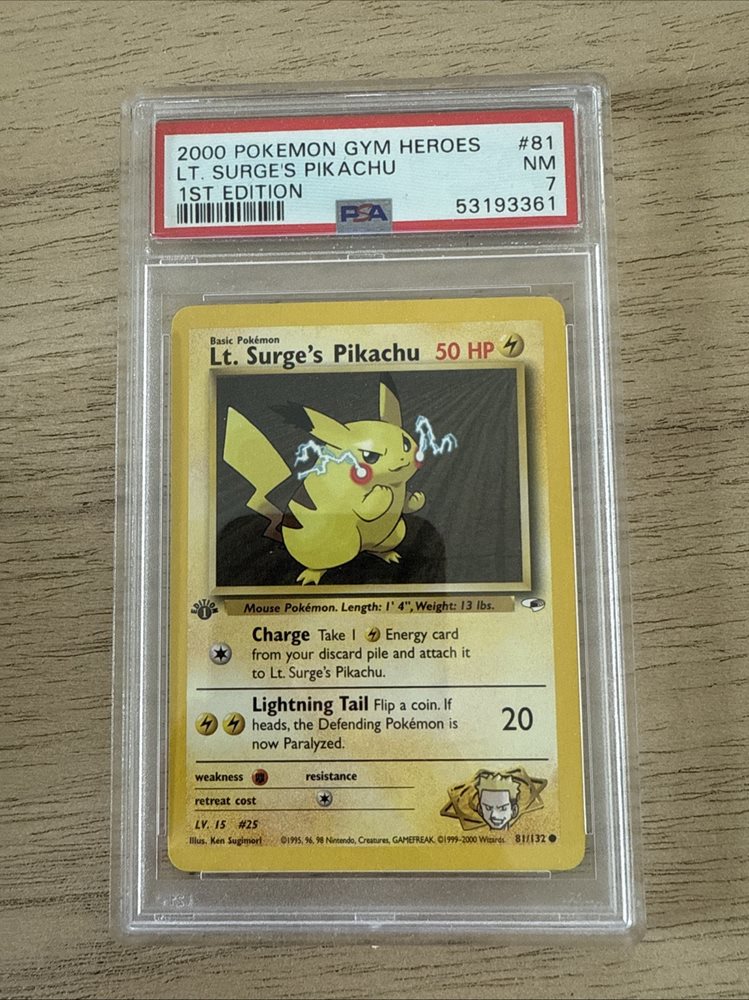 2000 POKEMON GYM HEROES #81
LT. SURGE'S PIKACHU NM
1ST EDITION 7
PSA 53193361
Basic Pokémon
Lt. Surge's Pikachu 50 HP
EDITION 1
Mouse Pokémon. Length: 1' 4", Weight: 13 lbs.
Charge Take 1 Energy card
from your discard pile and attach it
to Lt. Surge's Pikachu.
Lightning Tail Flip a coin. If
heads, the Defending Pokémon is
now Paralyzed.
20
weakness resistance
retreat cost
LV. 15 #25
Illus. Ken Sugimori ©1995, 96, 98 Nintendo, Creatures, GAMEFREAK. ©1999-2000 Wizards. 81/132